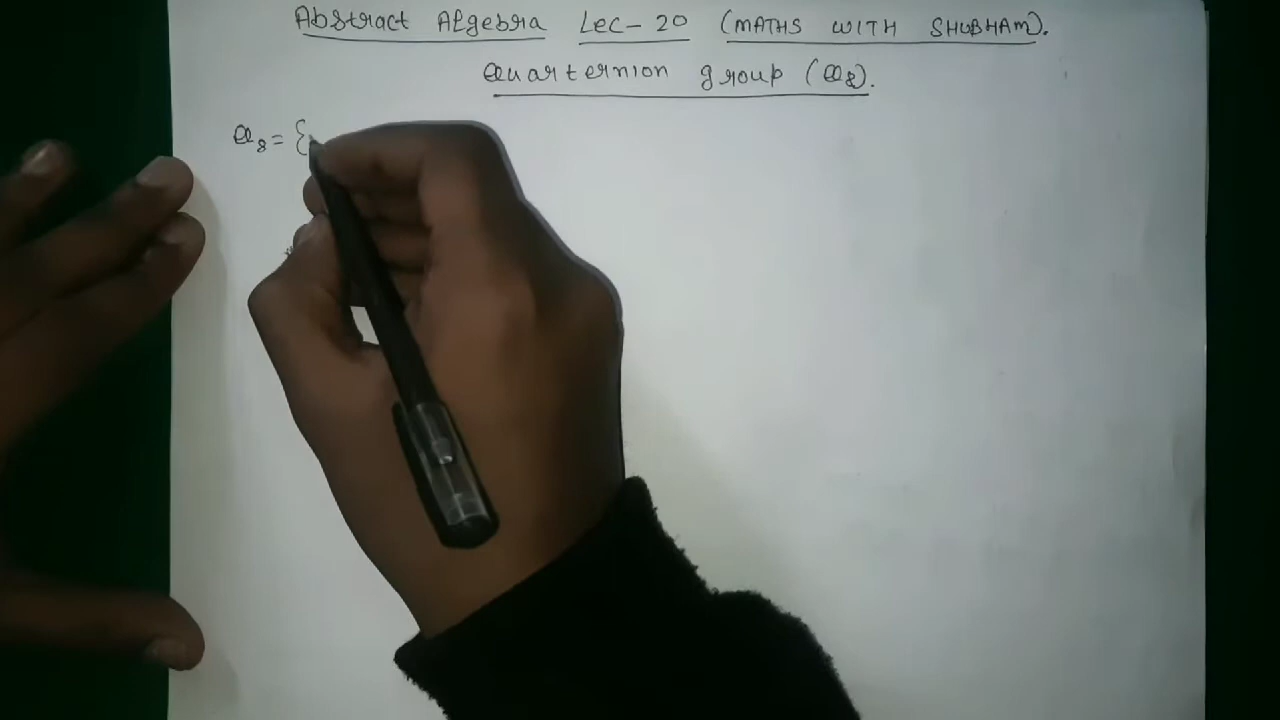 Abstract Algebra Lec-20 (MATHS WITH SHUBHAM).
Quarternion group (Q8).
Q8 = {